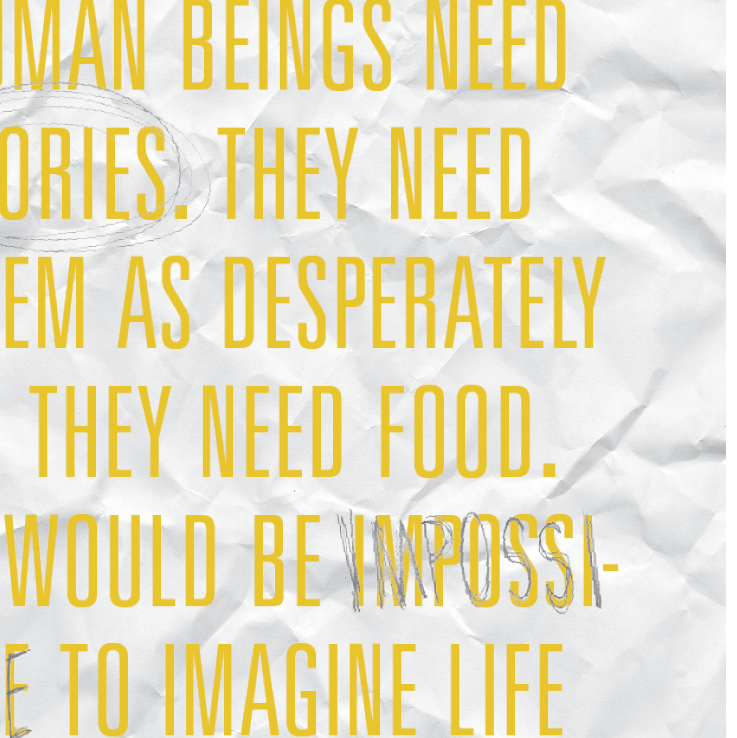 UMAN BEINGS NEED
ORIES. THEY NEED
EM AS DESPERATELY
THEY NEED FOOD.
WOULD BE IMPOSSI-
E TO IMAGINE LIFE